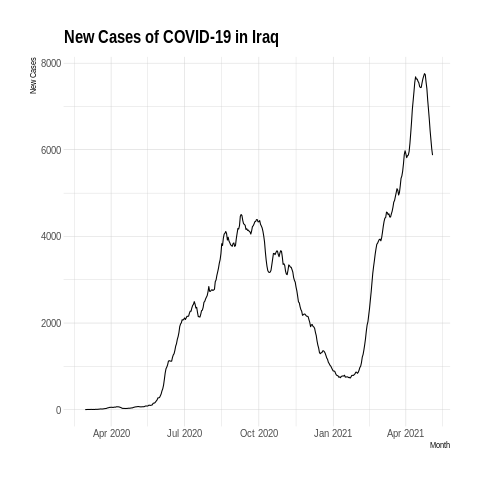 New Cases of COVID-19 in Iraq
New Cases
8000
6000
4000
2000
0
Apr 2020
Jul 2020
Oct 2020
Jan 2021
Apr 2021
Month